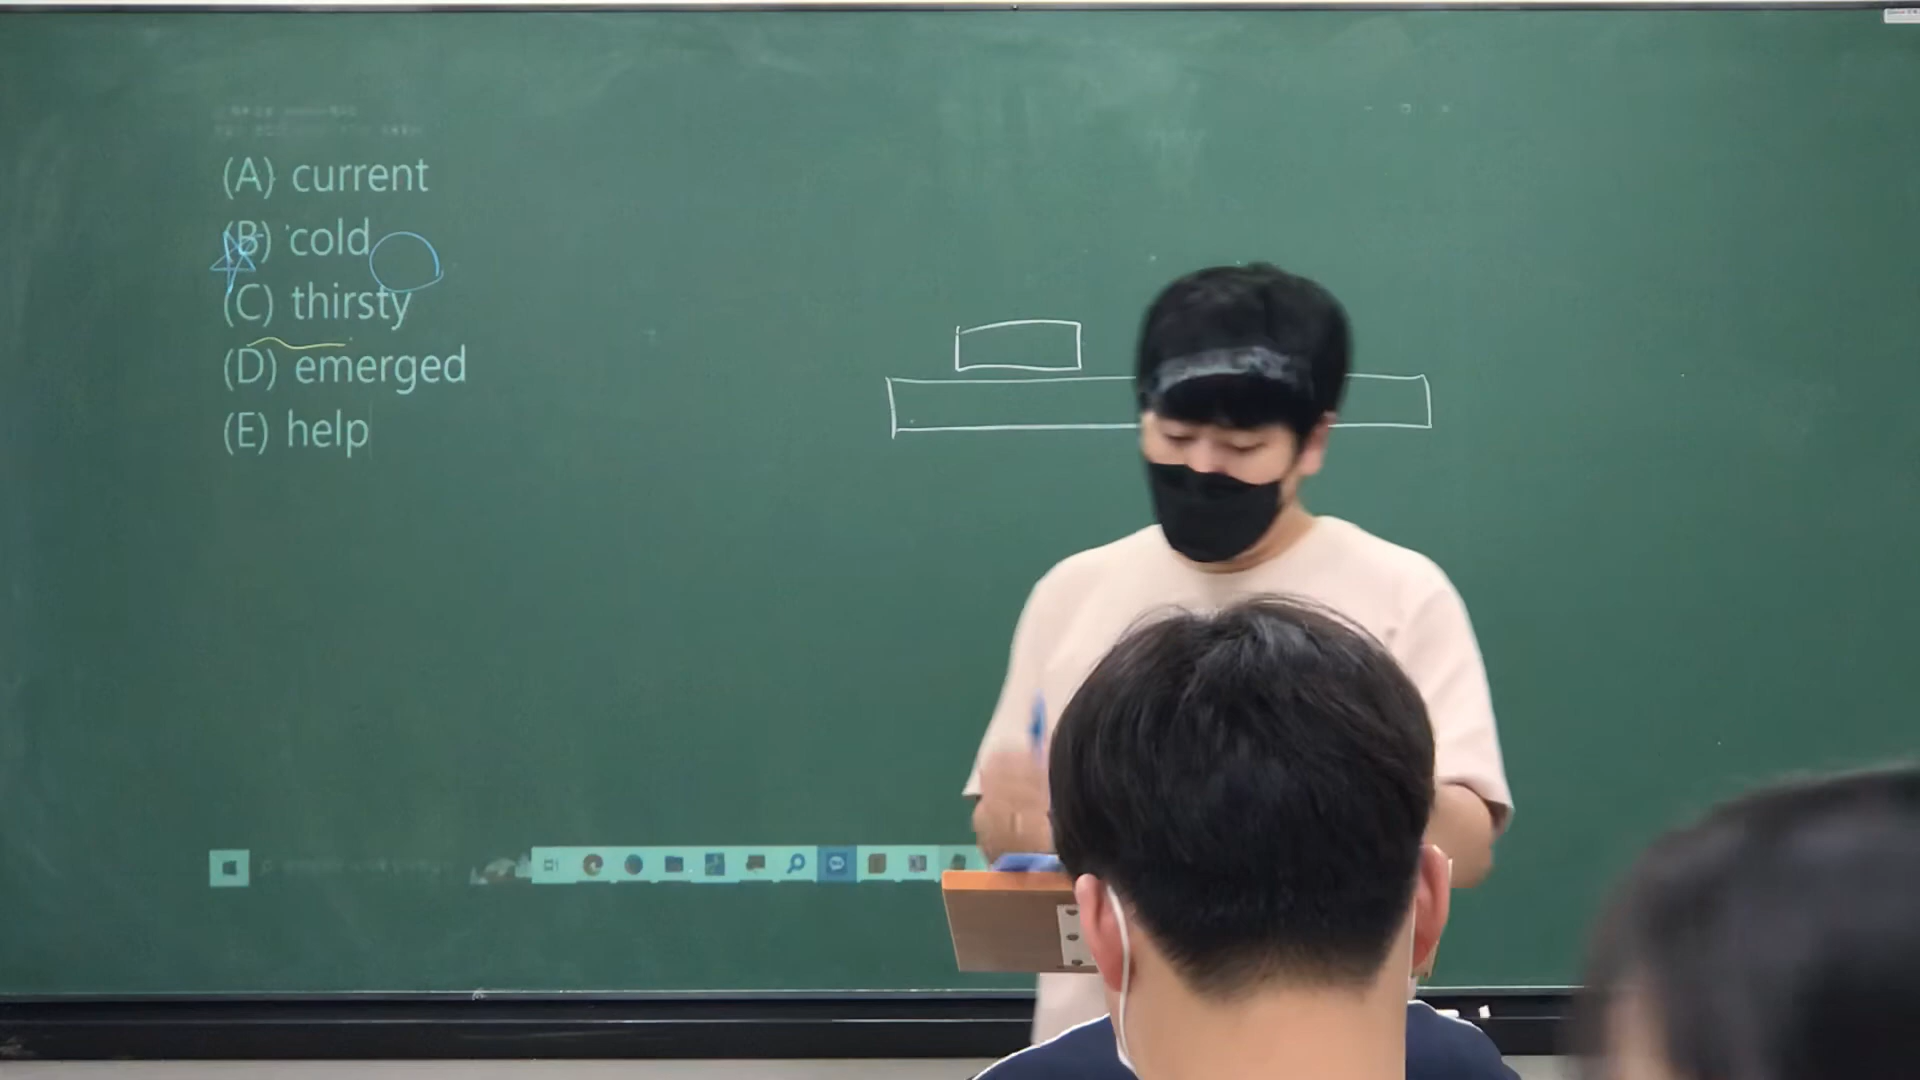 (A) current
(B) cold
(C) thirsty
(D) emerged
(E) help